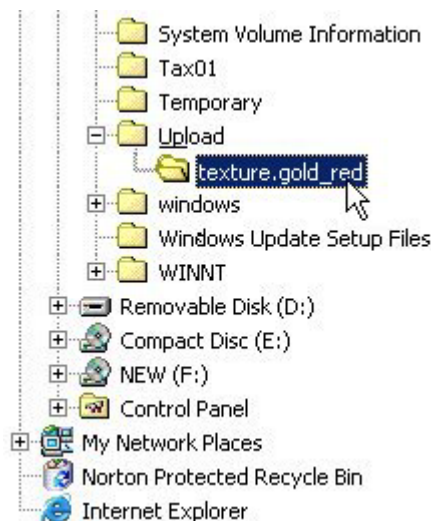 System Volume Information
Tax01
Temporary
Upload
texture.gold_red
windows
Windows Update Setup Files
WINNT
Removable Disk (D:)
Compact Disc (E:)
NEW (F:)
Control Panel
My Network Places
Norton Protected Recycle Bin
Internet Explorer